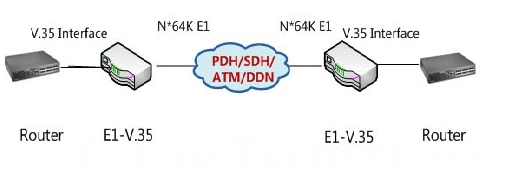 V.35 Interface
N*64K E1
N*64K E1
V.35 Interface
PDH/SDH/
ATM/DDN
Router
E1-V.35
E1-V.35
Router